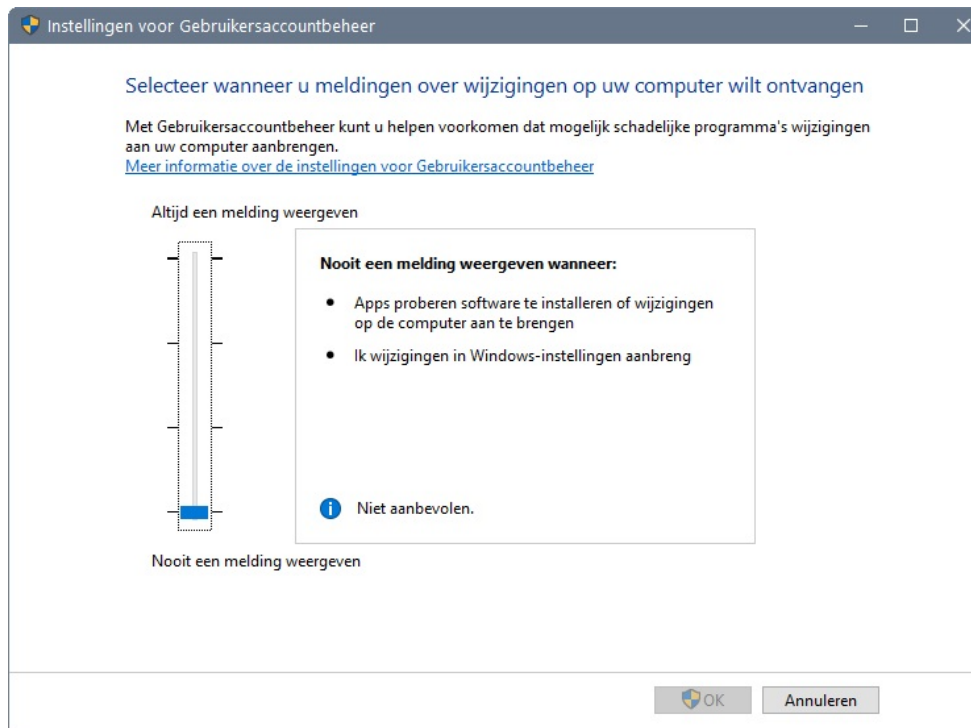 Instellingen voor Gebruikersaccountbeheer
Selecteer wanneer u meldingen over wijzigingen op uw computer wilt ontvangen
Met Gebruikersaccountbeheer kunt u helpen voorkomen dat mogelijk schadelijke programma's wijzigingen
aan uw computer aanbrengen.
Meer informatie over de instellingen voor Gebruikersaccountbeheer
Altijd een melding weergeven
Nooit een melding weergeven wanneer:
• Apps proberen software te installeren of wijzigingen
op de computer aan te brengen
• Ik wijzigingen in Windows-instellingen aanbreng
Niet aanbevolen.
Nooit een melding weergeven
OK
Annuleren